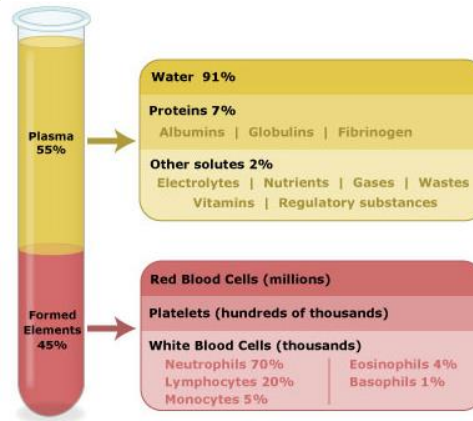 Plasma
55%
Water 91%
Proteins 7%
Albumins | Globulins | Fibrinogen
Other solutes 2%
Electrolytes | Nutrients | Gases | Wastes
Vitamins | Regulatory substances
Formed
Elements
45%
Red Blood Cells (millions)
Platelets (hundreds of thousands)
White Blood Cells (thousands)
Neutrophils 70%
Lymphocytes 20%
Monocytes 5%
Eosinophils 4%
Basophils 1%